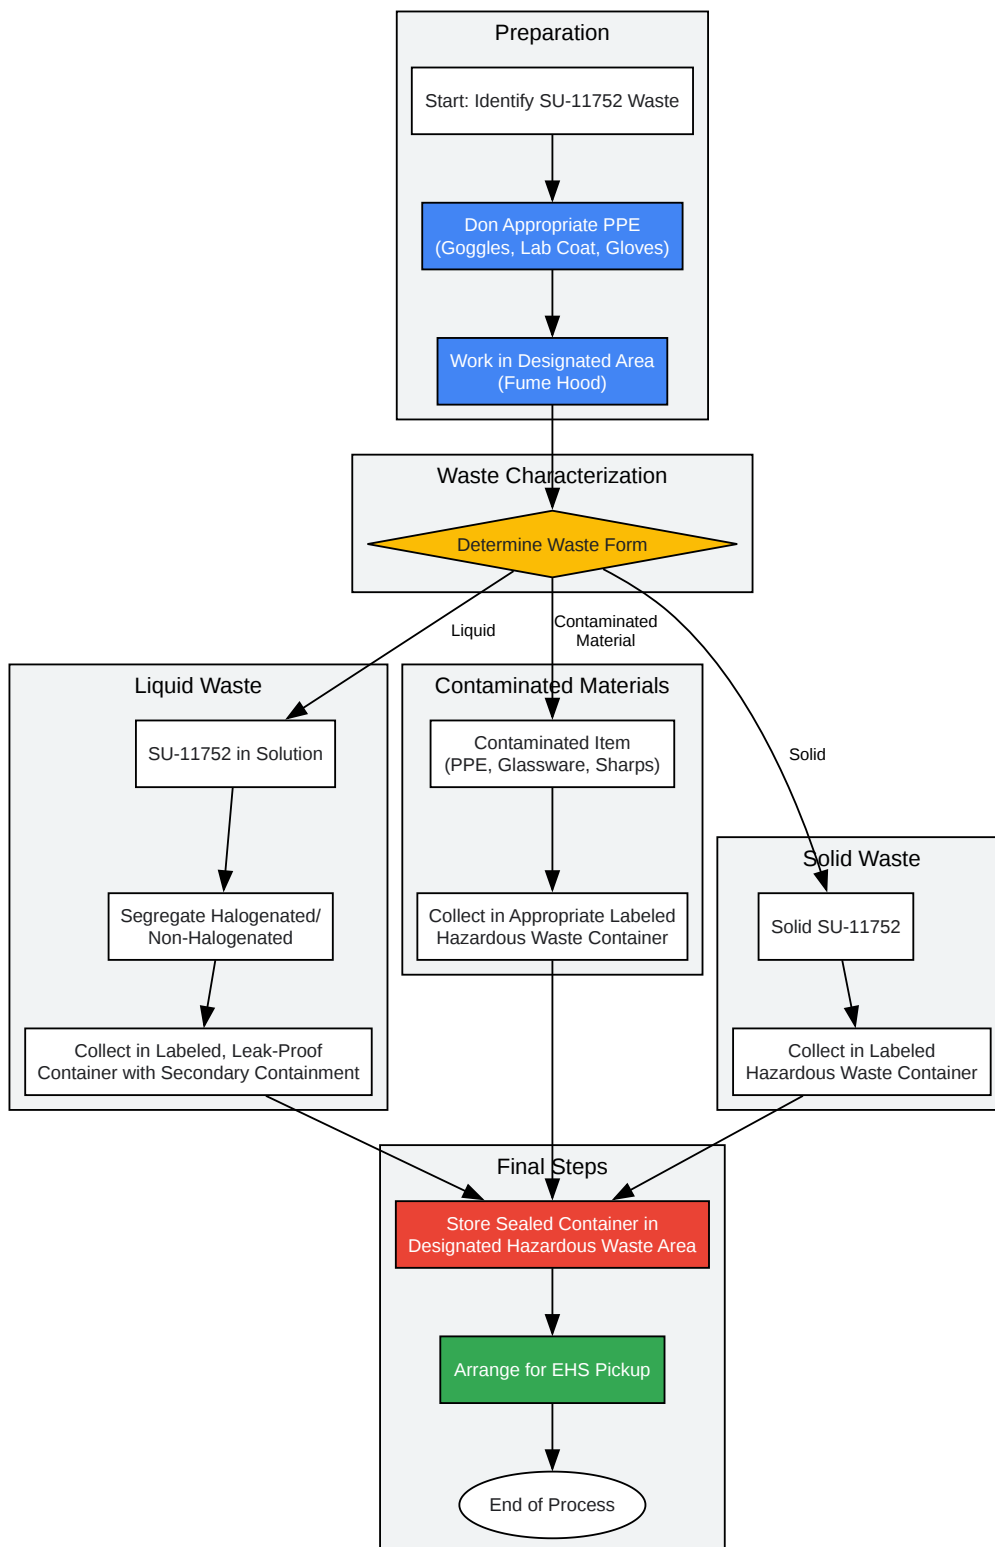 Preparation
Start: Identify SU-11752 Waste
Don Appropriate PPE
(Goggles, Lab Coat, Gloves)
Work in Designated Area
(Fume Hood)
Waste Characterization
Determine Waste Form
Liquid
Contaminated
Material
Solid
Liquid Waste
SU-11752 in Solution
Segregate Halogenated/
Non-Halogenated
Collect in Labeled, Leak-Proof
Container with Secondary Containment
Contaminated Materials
Contaminated Item
(PPE, Glassware, Sharps)
Collect in Appropriate Labeled
Hazardous Waste Container
Solid Waste
Solid SU-11752
Collect in Labeled
Hazardous Waste Container
Final Steps
Store Sealed Container in
Designated Hazardous Waste Area
Arrange for EHS Pickup
End of Process